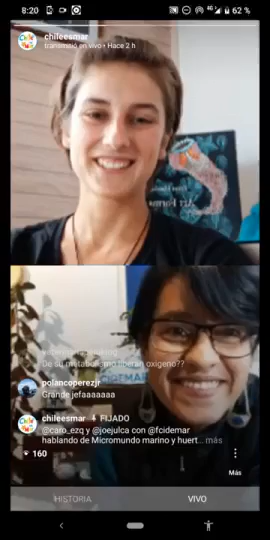 8:20
4G
62 %
chileesmar
transmitió en vivo • Hace 2 h
De su metabolismo liberan oxigeno??
polancoperezjr
Grande jefaaaaaaa
chileesmar FIJADO
@caro_ezq y @joejulca con @fcidemar
hablando de Micromundo marino y huert... más
160
Más
HISTORIA
VIVO